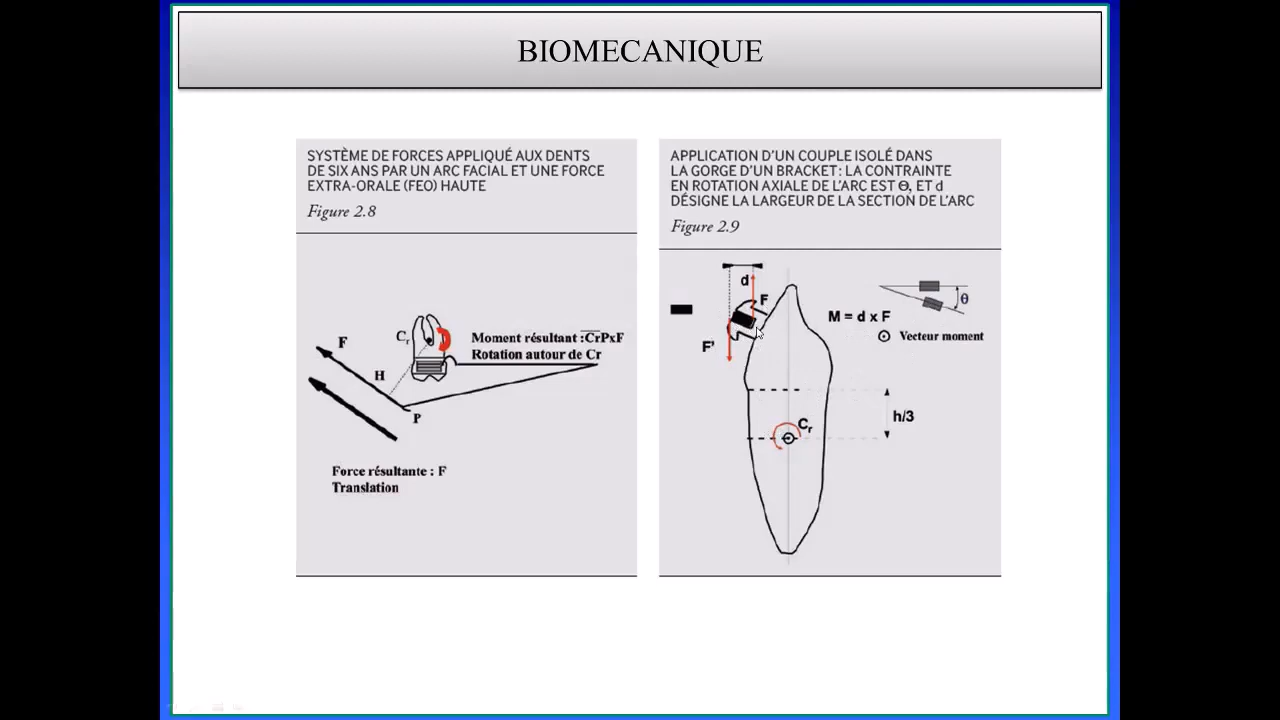 BIOMECANIQUE
SYSTÈME DE FORCES APPLIQUÉ AUX DENTS
DE SIX ANS PAR UN ARC FACIAL ET UNE FORCE
EXTRA-ORALE (FEO) HAUTE
Figure 2.8
F
H
P
Cr
Moment résultant : CrPxF
Rotation autour de Cr
Force résultante : F
Translation
APPLICATION D'UN COUPLE ISOLÉ DANS
LA GORGE D'UN BRACKET : LA CONTRAINTE
EN ROTATION AXIALE DE L'ARC EST Θ, ET d
DÉSIGNE LA LARGEUR DE LA SECTION DE L'ARC
Figure 2.9
d
F
F'
θ
M = d x F
Vecteur moment
h/3
Cr